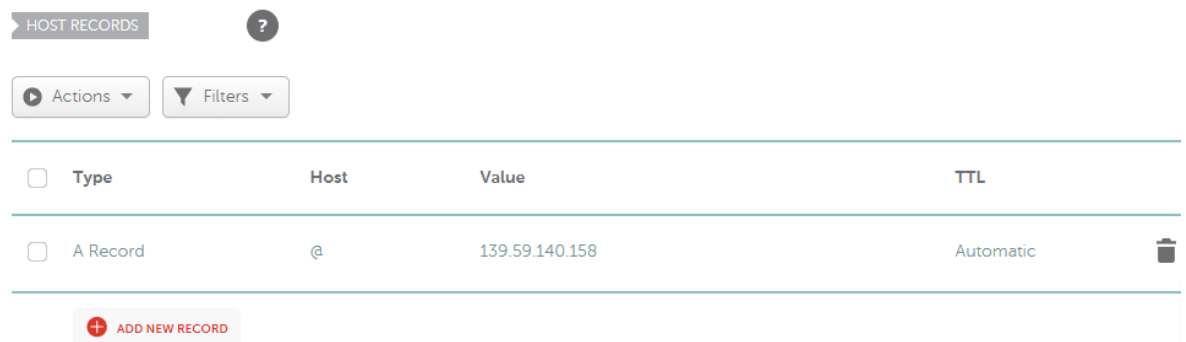 HOST RECORDS ?
Actions Filters
Type Host Value TTL
A Record @ 139.59.140.158 Automatic
ADD NEW RECORD